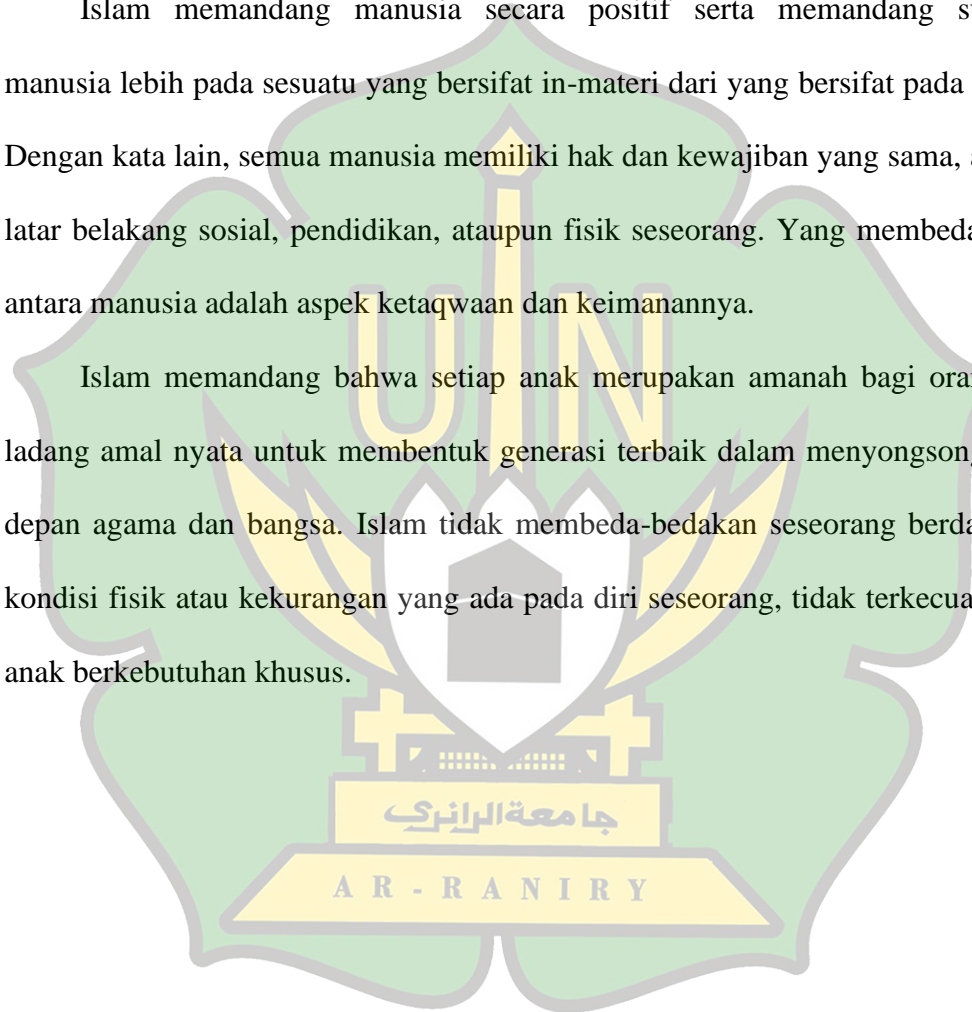 Islam memandang manusia secara positif serta memandang
manusia lebih pada sesuatu yang bersifat in-materi dari yang bersifat pada
Dengan kata lain, semua manusia memiliki hak dan kewajiban yang sama,
latar belakang sosial, pendidikan, ataupun fisik seseorang. Yang membeda
antara manusia adalah aspek ketaqwaan dan keimanannya.
Islam memandang bahwa setiap anak merupakan amanah bagi
ladang amal nyata untuk membentuk generasi terbaik dalam menyongsong
depan agama dan bangsa. Islam tidak membeda-bedakan seseorang berda
kondisi fisik atau kekurangan yang ada pada diri seseorang, tidak terkecua
anak berkebutuhan khusus.
UIN
جامعة الرانري
AR-RANIRY